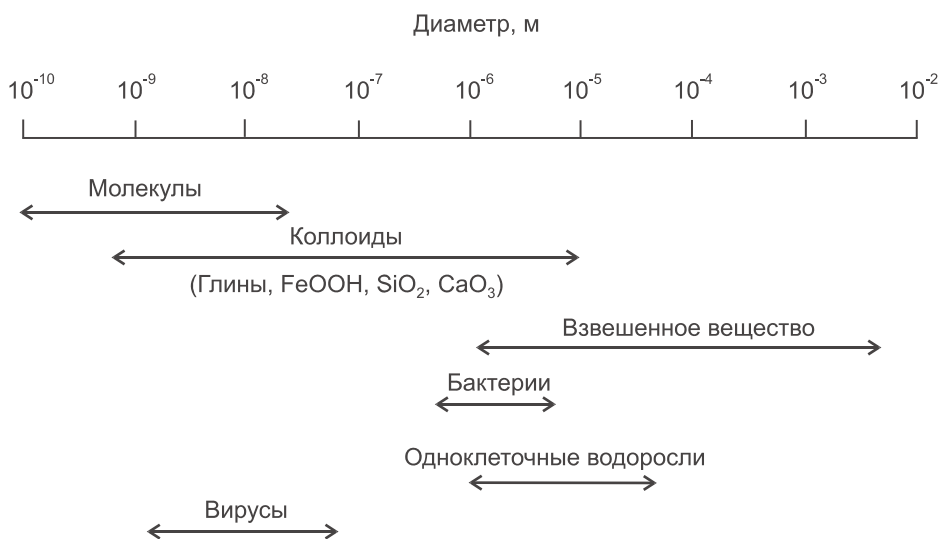 Диаметр, м
10⁻¹⁰ 10⁻⁹ 10⁻⁸ 10⁻⁷ 10⁻⁶ 10⁻⁵ 10⁻⁴ 10⁻³ 10⁻²
Молекулы
Коллоиды
(Глины, FeOOH, SiO₂, CaO₃)
Взвешенное вещество
Бактерии
Одноклеточные водоросли
Вирусы